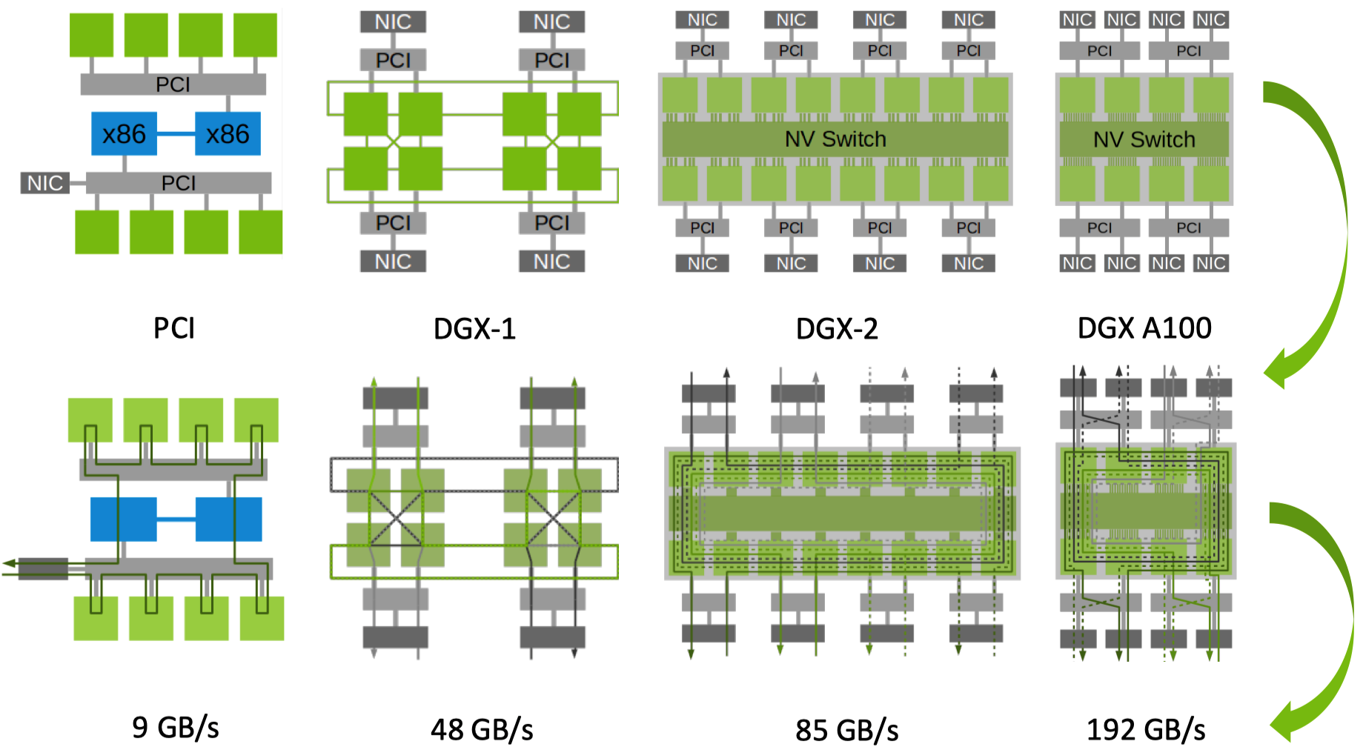 NIC NIC NIC NIC NIC NIC NIC NIC NIC NIC
PCI PCI PCI PCI PCI PCI PCI PCI
PCI
x86 x86
NV Switch
NV Switch
NIC PCI
PCI PCI PCI PCI PCI PCI PCI PCI
NIC NIC NIC NIC NIC NIC NIC NIC NIC NIC
PCI DGX-1 DGX-2 DGX A100
9 GB/s 48 GB/s 85 GB/s 192 GB/s